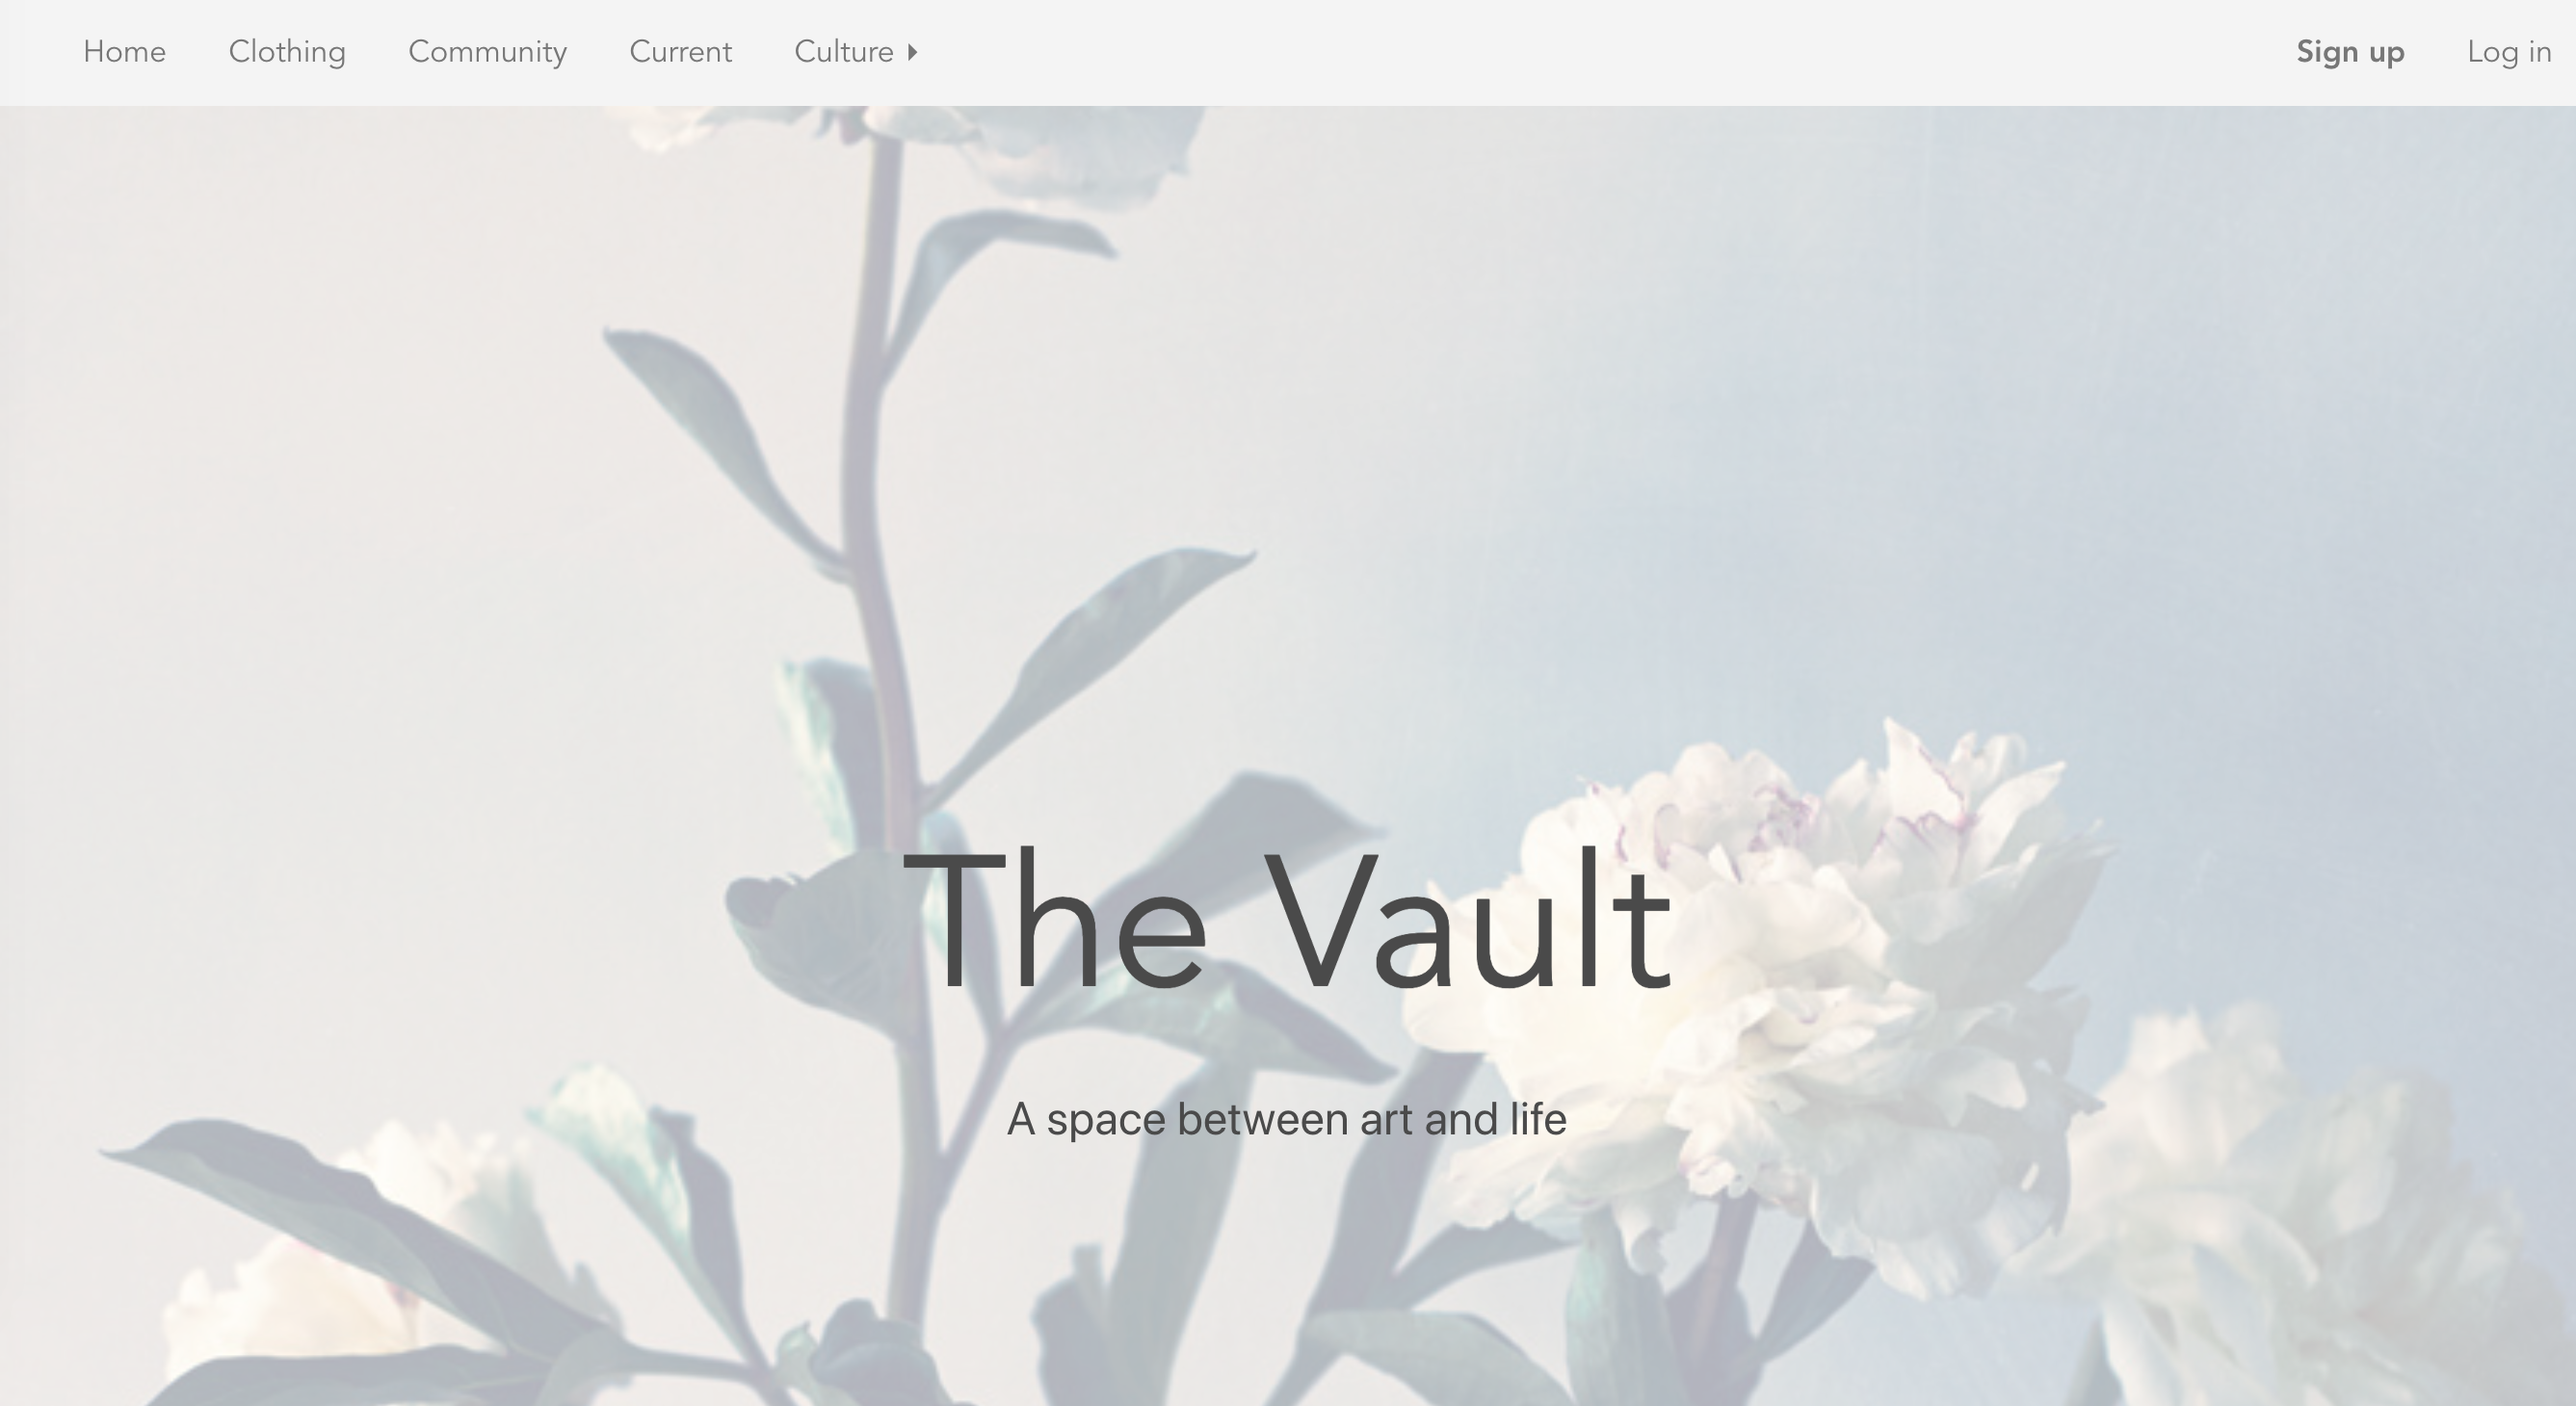 Home Clothing Community Current Culture Sign up Log in
The Vault
A space between art and life